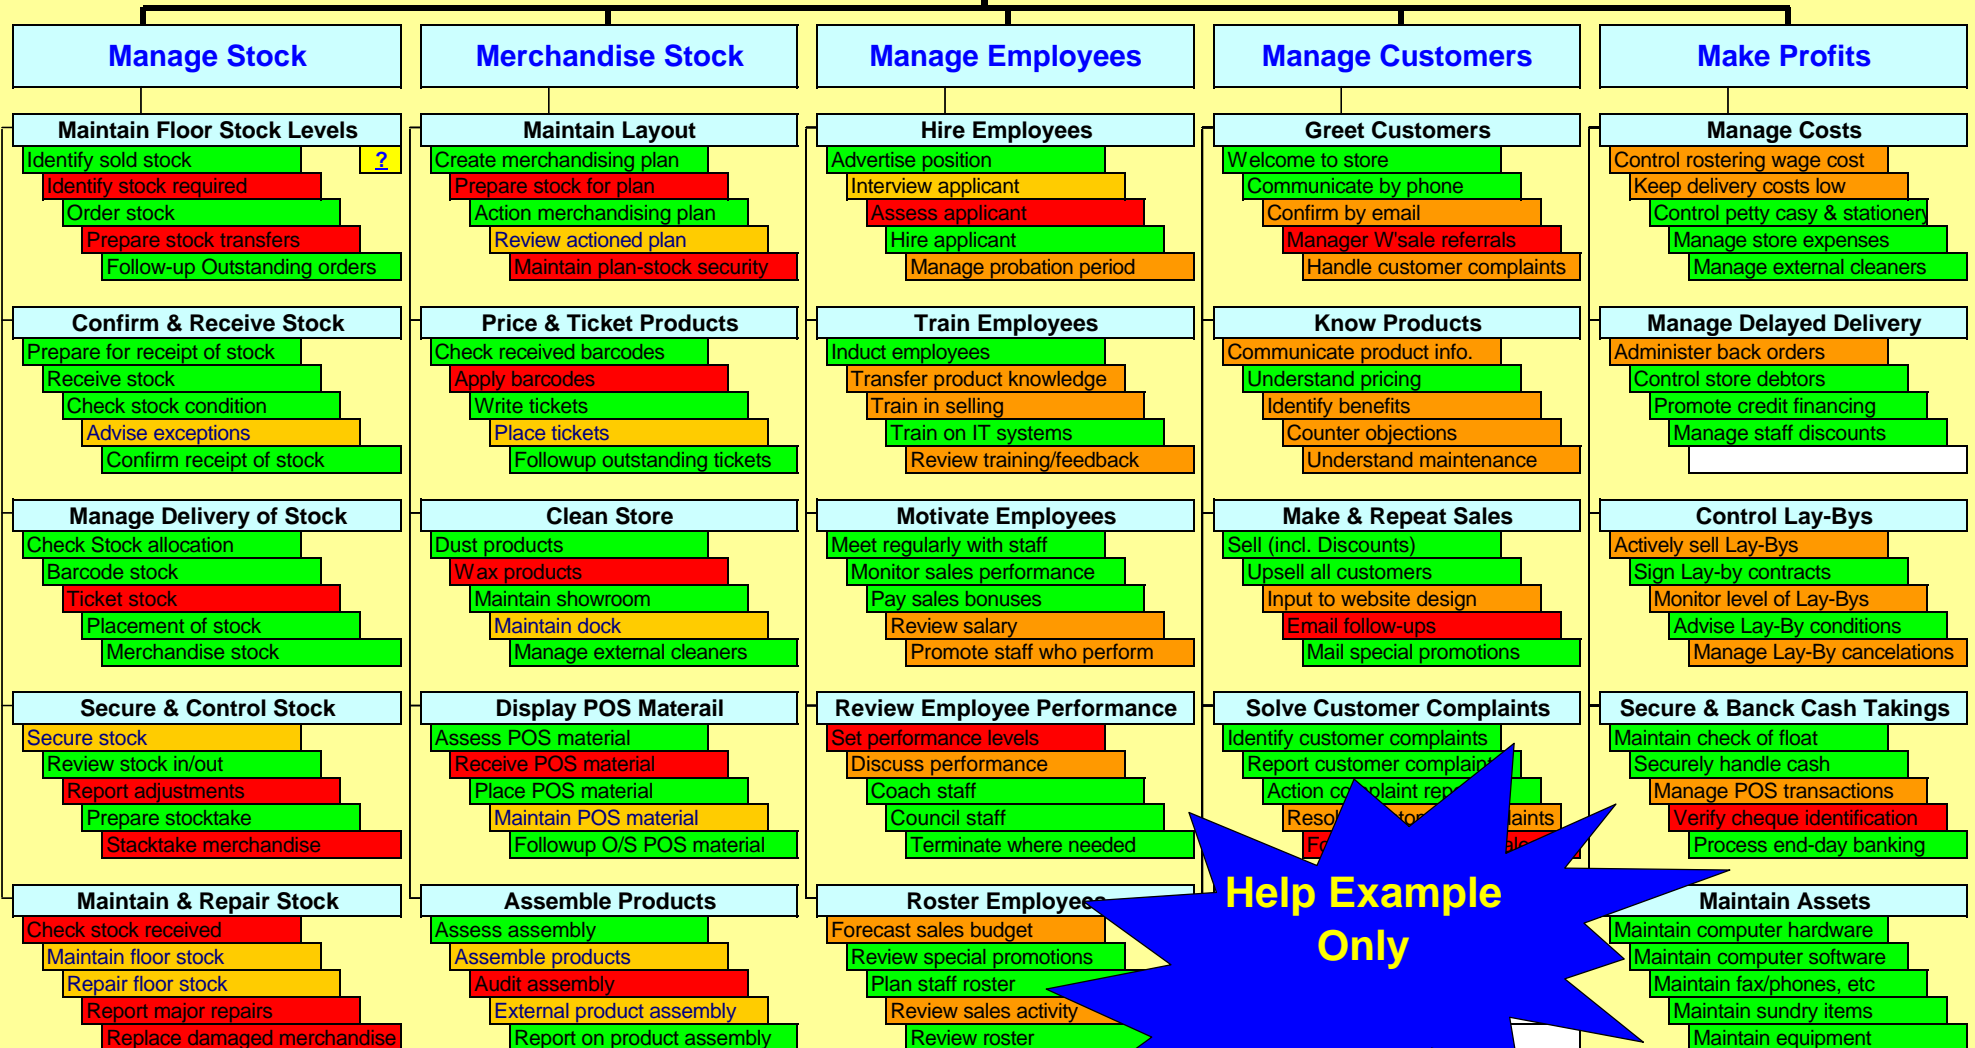 Manage Stock
Merchandise Stock
Manage Employees
Manage Customers
Make Profits
Maintain Floor Stock Levels
Identify sold stock
?
Identify stock required
Order stock
Prepare stock transfers
Follow-up Outstanding orders
Confirm & Receive Stock
Prepare for receipt of stock
Receive stock
Check stock condition
Advise exceptions
Confirm receipt of stock
Manage Delivery of Stock
Check Stock allocation
Barcode stock
Ticket stock
Placement of stock
Merchandise stock
Secure & Control Stock
Secure stock
Review stock in/out
Report adjustments
Prepare stocktake
Stacktake merchandise
Maintain & Repair Stock
Check stock received
Maintain floor stock
Repair floor stock
Report major repairs
Replace damaged merchandise
Maintain Layout
Create merchandising plan
Prepare stock for plan
Action merchandising plan
Review actioned plan
Maintain plan-stock security
Price & Ticket Products
Check received barcodes
Apply barcodes
Write tickets
Place tickets
Followup outstanding tickets
Clean Store
Dust products
Wax products
Maintain showroom
Maintain dock
Manage external cleaners
Display POS Materail
Assess POS material
Receive POS material
Place POS material
Maintain POS material
Followup O/S POS material
Assemble Products
Assess assembly
Assemble products
Audit assembly
External product assembly
Report on product assembly
Hire Employees
Advertise position
Interview applicant
Assess applicant
Hire applicant
Manage probation period
Train Employees
Induct employees
Transfer product knowledge
Train in selling
Train on IT systems
Review training/feedback
Motivate Employees
Meet regularly with staff
Monitor sales performance
Pay sales bonuses
Review salary
Promote staff who perform
Review Employee Performance
Set performance levels
Discuss performance
Coach staff
Council staff
Terminate where needed
Roster Employees
Forecast sales budget
Review special promotions
Plan staff roster
Review sales activity
Review roster
Greet Customers
Welcome to store
Communicate by phone
Confirm by email
Manager W'sale referrals
Handle customer complaints
Know Products
Communicate product info.
Understand pricing
Identify benefits
Counter objections
Understand maintenance
Make & Repeat Sales
Sell (incl. Discounts)
Upsell all customers
Input to website design
Email follow-ups
Mail special promotions
Solve Customer Complaints
Identify customer complaints
Report customer
Action complaint
Help Example
Only
Manage Costs
Control rostering wage cost
Keep delivery costs low
Control petty casy & stationery
Manage store expenses
Manage external cleaners
Manage Delayed Delivery
Administer back orders
Control store debtors
Promote credit financing
Manage staff discounts
Control Lay-Bys
Actively sell Lay-Bys
Sign Lay-by contracts
Monitor level of Lay-Bys
Advise Lay-By conditions
Manage Lay-By cancelations
Secure & Banck Cash Takings
Maintain check of float
Securely handle cash
Manage POS transactions
Verify cheque identification
Process end-day banking
Maintain Assets
Maintain computer hardware
Maintain computer software
Maintain fax/phones, etc
Maintain sundry items
Maintain equipment